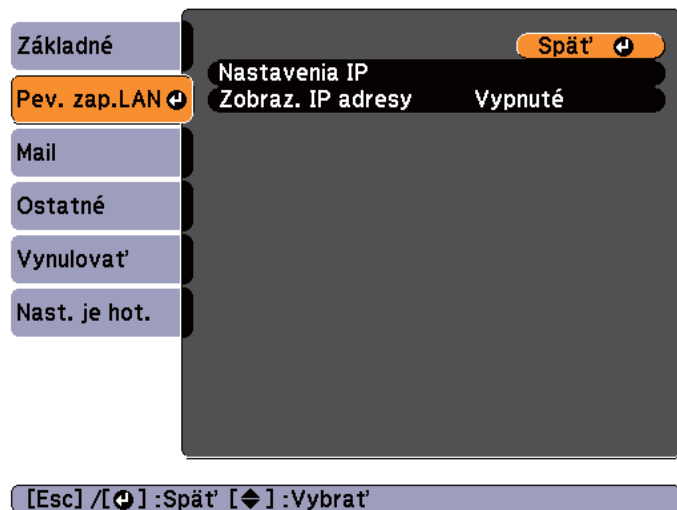 Základné
Pev. zap.LAN
Mail
Ostatné
Vynulovať
Nast. je hot.
Späť
Nastavenia IP
Zobraz. IP adresy Vypnuté
[Esc] /[ ] :Späť [ ] :Vybrať